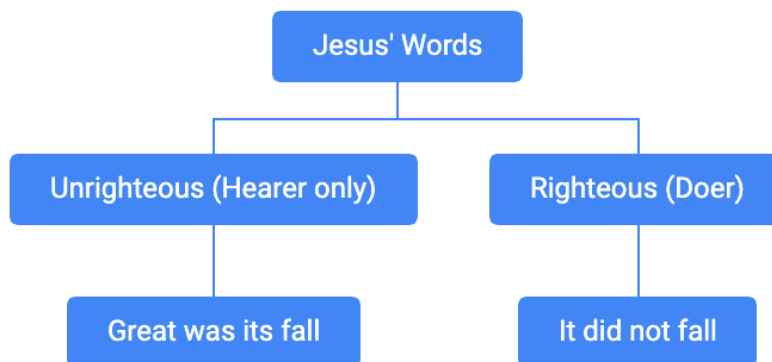 Jesus' Words
Unrighteous (Hearer only)
Righteous (Doer)
Great was its fall
It did not fall